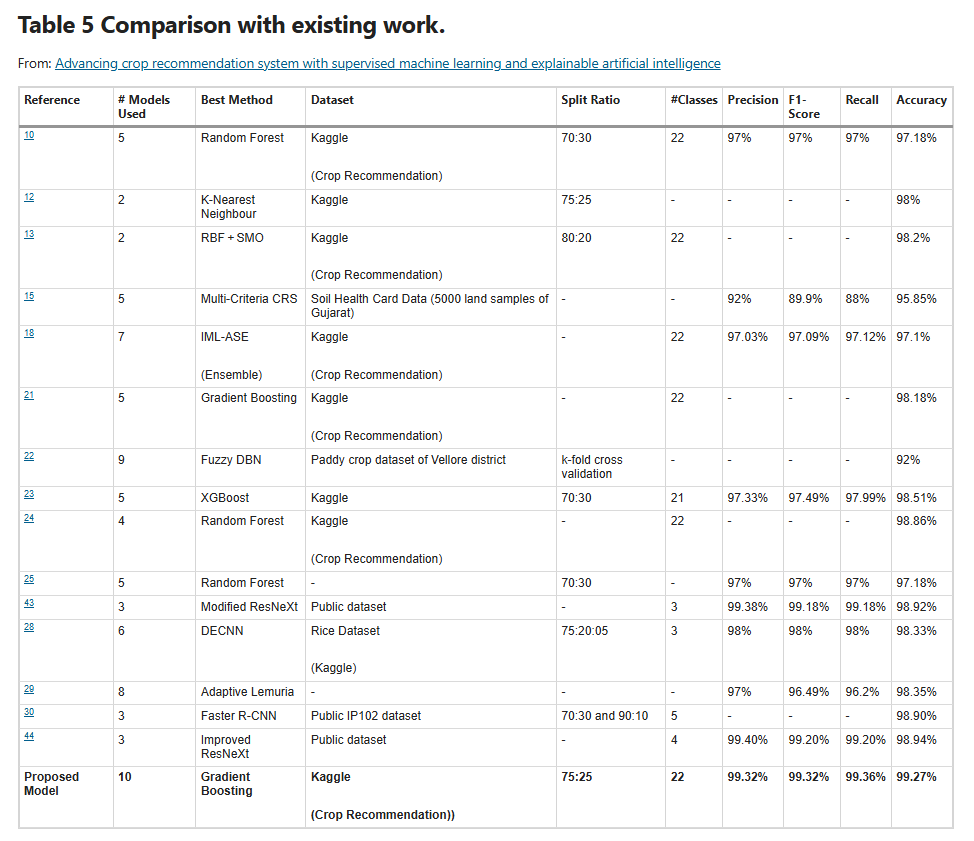 Table 5 Comparison with existing work.
From: Advancing crop recommendation system with supervised machine learning and explainable artificial intelligence
Reference # Models Used Best Method Dataset Split Ratio #Classes Precision F1-Score Recall Accuracy
10 5 Random Forest Kaggle 70:30 22 97% 97% 97% 97.18%
(Crop Recommendation)
12 2 K-Nearest Neighbour Kaggle 75:25 - - - - 98%
13 2 RBF + SMO Kaggle 80:20 22 - - - 98.2%
(Crop Recommendation)
15 5 Multi-Criteria CRS Soil Health Card Data (5000 land samples of Gujarat) - - 92% 89.9% 88% 95.85%
18 7 IML-ASE Kaggle - 22 97.03% 97.09% 97.12% 97.1%
(Ensemble) (Crop Recommendation)
21 5 Gradient Boosting Kaggle - 22 - - - 98.18%
(Crop Recommendation)
22 9 Fuzzy DBN Paddy crop dataset of Vellore district k-fold cross validation - - - - 92%
23 5 XGBoost Kaggle 70:30 21 97.33% 97.49% 97.99% 98.51%
24 4 Random Forest Kaggle - 22 - - - 98.86%
(Crop Recommendation)
25 5 Random Forest - 70:30 - 97% 97% 97% 97.18%
43 3 Modified ResNeXt Public dataset - 3 99.38% 99.18% 99.18% 98.92%
28 6 DECNN Rice Dataset 75:20:05 3 98% 98% 98% 98.33%
(Kaggle)
29 8 Adaptive Lemuria - - - 97% 96.49% 96.2% 98.35%
30 3 Faster R-CNN Public IP102 dataset 70:30 and 90:10 5 - - - 98.90%
44 3 Improved ResNeXt Public dataset - 4 99.40% 99.20% 99.20% 98.94%
Proposed Model 10 Gradient Boosting Kaggle 75:25 22 99.32% 99.32% 99.36% 99.27%
(Crop Recommendation))